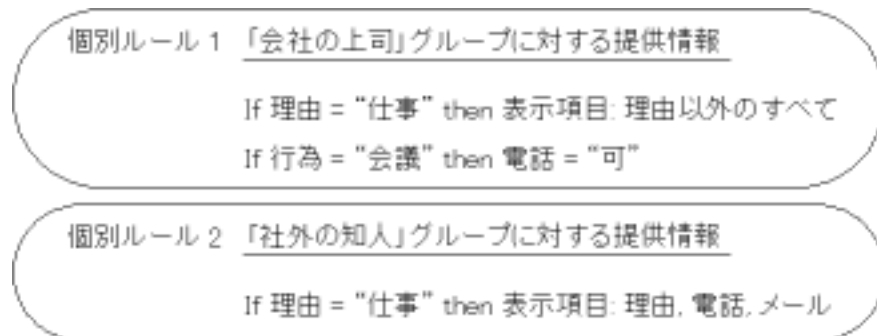 個別ルール 1 「会社の上司」グループに対する提供情報
If 理由 = “仕事” then 表示項目: 理由以外のすべて
If 行為 = “会議” then 電話 = “可”
個別ルール 2 「社外の知人」グループに対する提供情報
If 理由 = “仕事” then 表示項目: 理由, 電話, メール